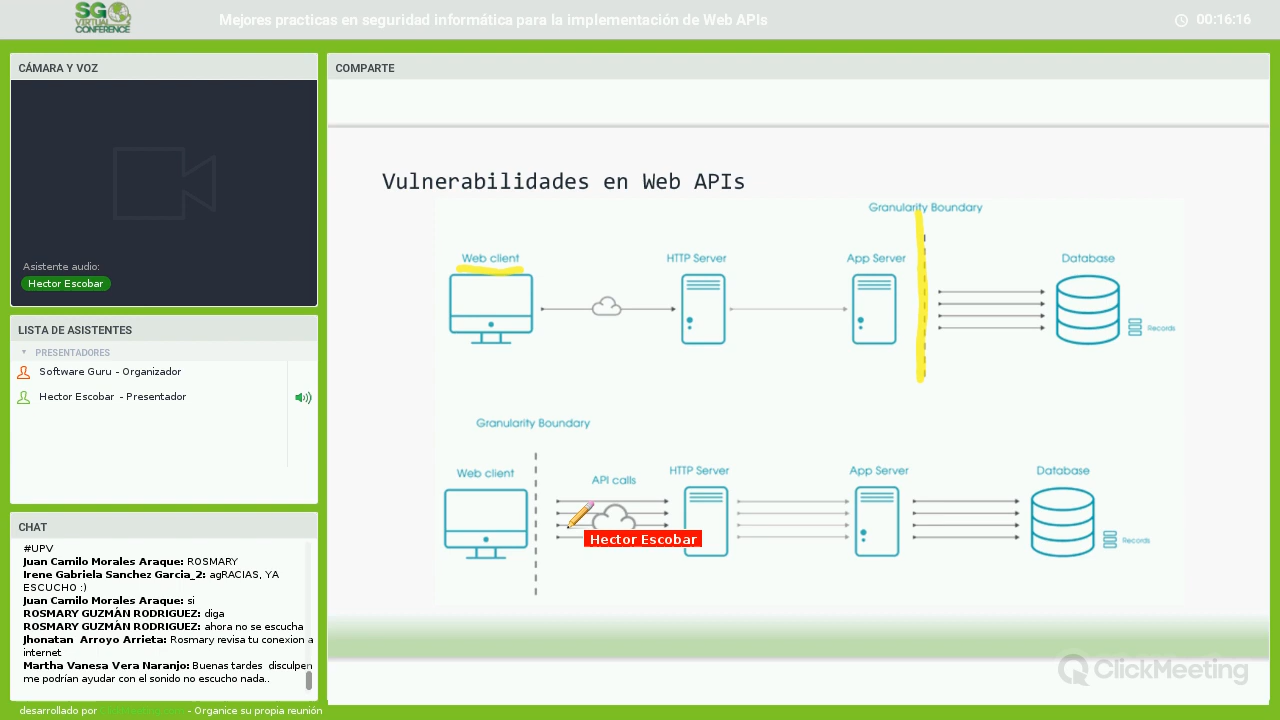 SG
VIRTUAL
CONFERENCE
Mejores practicas en seguridad informática para la implementación de Web APIs
00:16:16
CÁMARA Y VOZ
Asistente audio:
Hector Escobar
LISTA DE ASISTENTES
PRESENTADORES
Software Guru - Organizador
Hector Escobar - Presentador
CHAT
#UPV
Juan Camilo Morales Araque: ROSMARY
Irene Gabriela Sanchez Garcia_2: agRACIAS, YA
ESCUCHO :)
Juan Camilo Morales Araque: si
ROSMARY GUZMÁN RODRIGUEZ: diga
ROSMARY GUZMÁN RODRIGUEZ: ahora no se escucha
Jhonatan Arroyo Arrieta: Rosmary revisa tu conexion a
internet
Martha Vanesa Vera Naranjo: Buenas tardes disculpen
me podrían ayudar con el sonido no escucho nada..
desarrollado por - Organice su propia reunión
COMPARTE
Vulnerabilidades en Web APIs
Granularity Boundary
Web client
HTTP Server
App Server
Database
Records
Granularity Boundary
Web client
API calls
HTTP Server
App Server
Database
Records
Hector Escobar
ClickMeeting